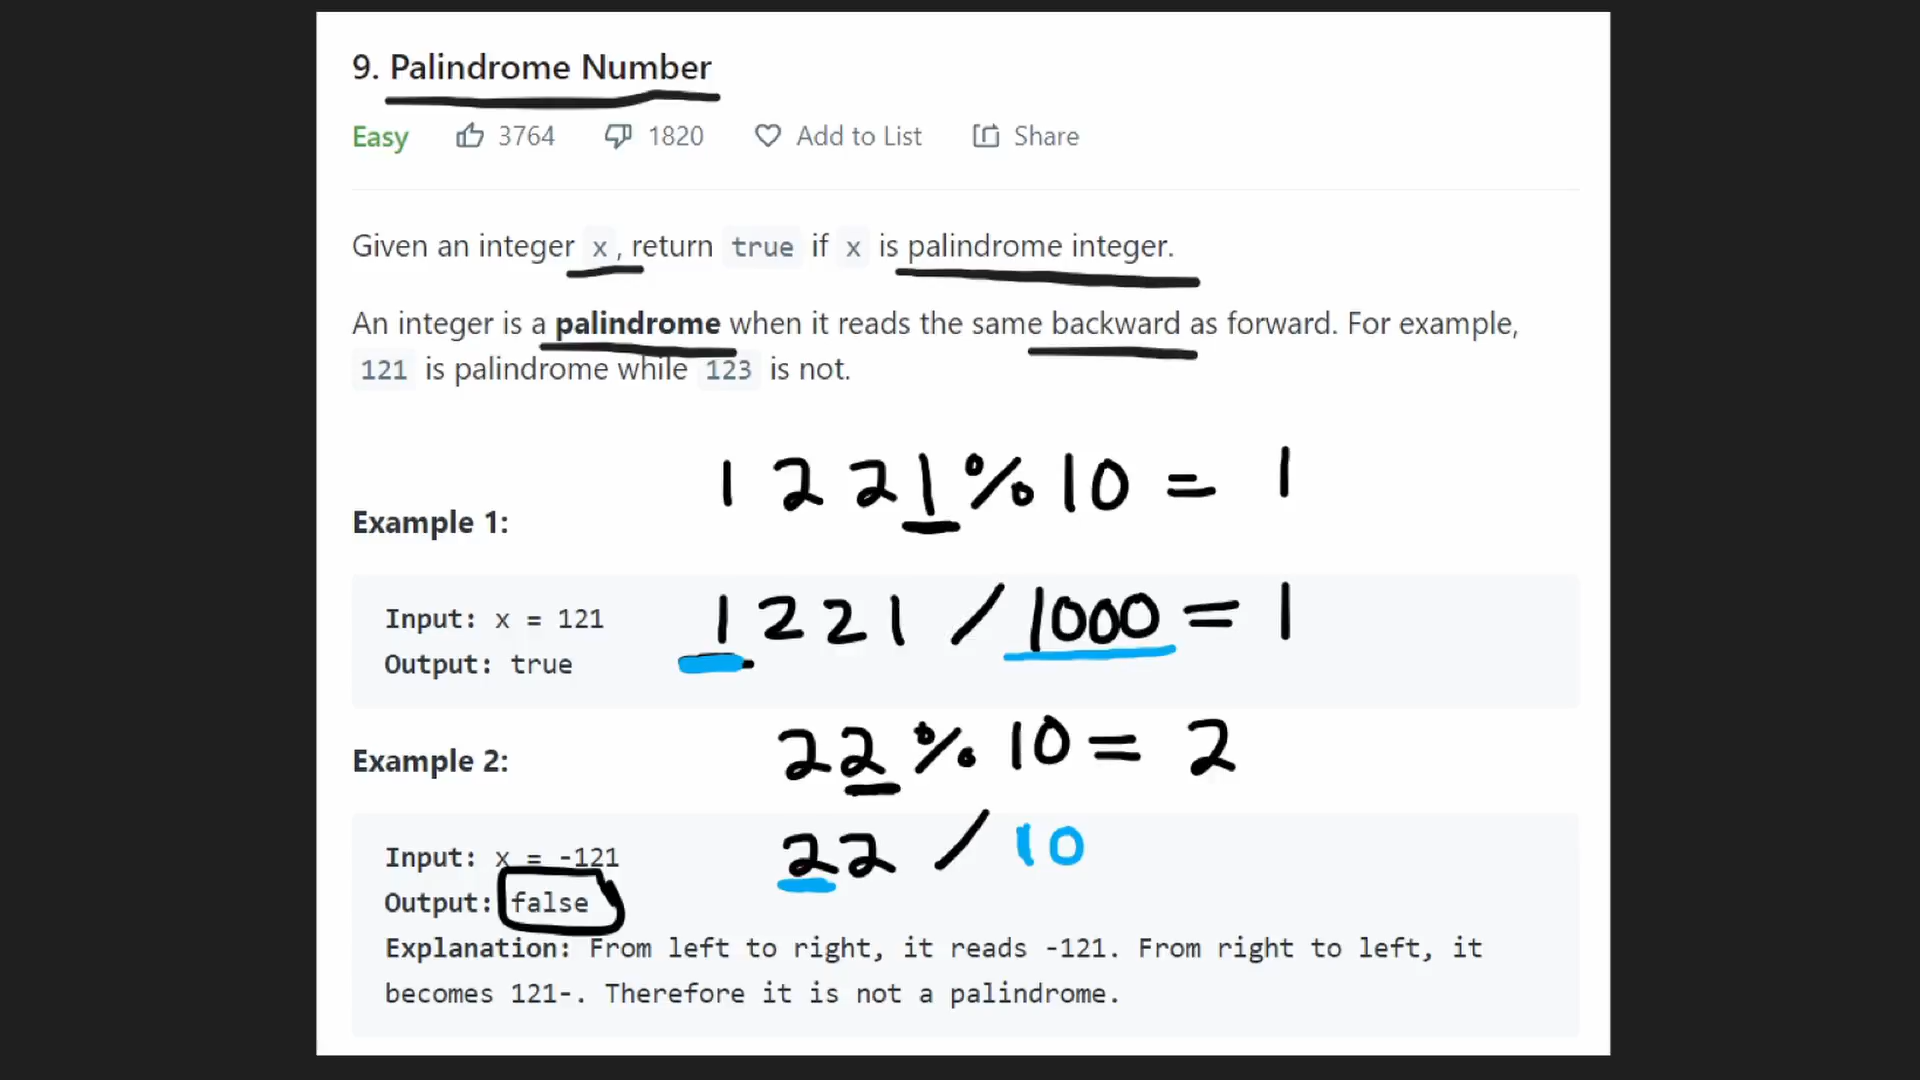 9. Palindrome Number
Easy 3764 1820 Add to List Share
Given an integer x, return true if x is palindrome integer.
An integer is a palindrome when it reads the same backward as forward. For example,
121 is palindrome while 123 is not.
1221 % 10 = 1
Example 1:
Input: x = 121
Output: true
1221 / 1000 = 1
22 % 10 = 2
Example 2:
22 / 10
Input: x = -121
Output: false
Explanation: From left to right, it reads -121. From right to left, it
becomes 121-. Therefore it is not a palindrome.